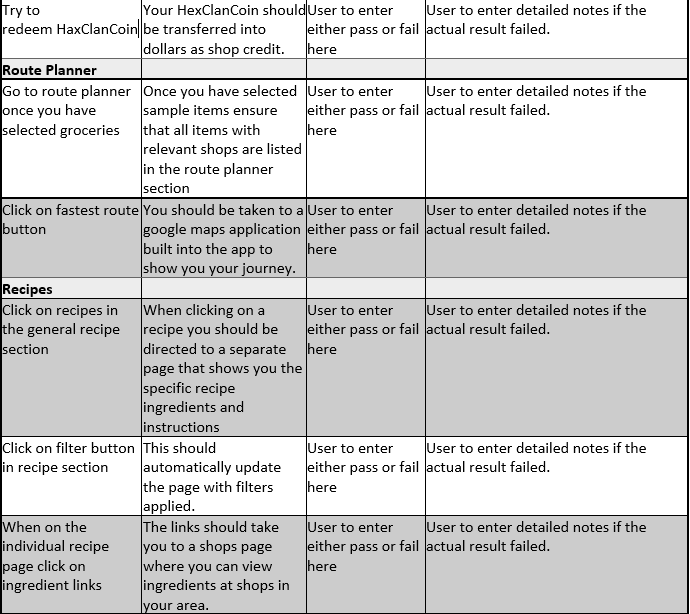 Try to
redeem HaxClanCoin
Your HexClanCoin should
be transferred into
dollars as shop credit.
User to enter
either pass or fail
here
User to enter detailed notes if the
actual result failed.
Route Planner
Go to route planner
once you have
selected groceries
Once you have selected
sample items ensure
that all items with
relevant shops are listed
in the route planner
section
User to enter
either pass or fail
here
User to enter detailed notes if the
actual result failed.
Click on fastest route
button
You should be taken to a
google maps application
built into the app to
show you your journey.
User to enter
either pass or fail
here
User to enter detailed notes if the
actual result failed.
Recipes
Click on recipes in
the general recipe
section
When clicking on a
recipe you should be
directed to a separate
page that shows you the
specific recipe
ingredients and
instructions
User to enter
either pass or fail
here
User to enter detailed notes if the
actual result failed.
Click on filter button
in recipe section
This should
automatically update
the page with filters
applied.
User to enter
either pass or fail
here
User to enter detailed notes if the
actual result failed.
When on the
individual recipe
page click on
ingredient links
The links should take
you to a shops page
where you can view
ingredients at shops in
your area.
User to enter
either pass or fail
here
User to enter detailed notes if the
actual result failed.